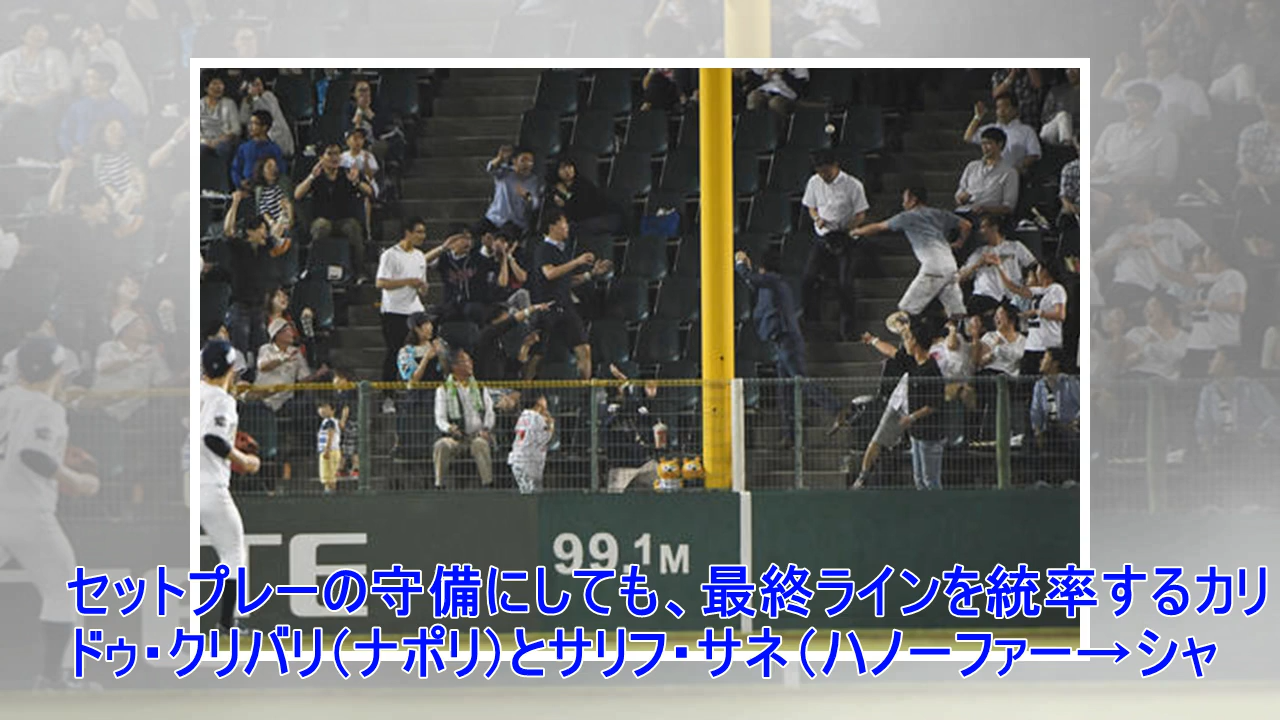 TE
99.1M
セットプレーの守備にしても、最終ラインを統率するカリ
ドゥ・クリバリ(ナポリ)とサリフ・サネ(ハノーファー→シャ